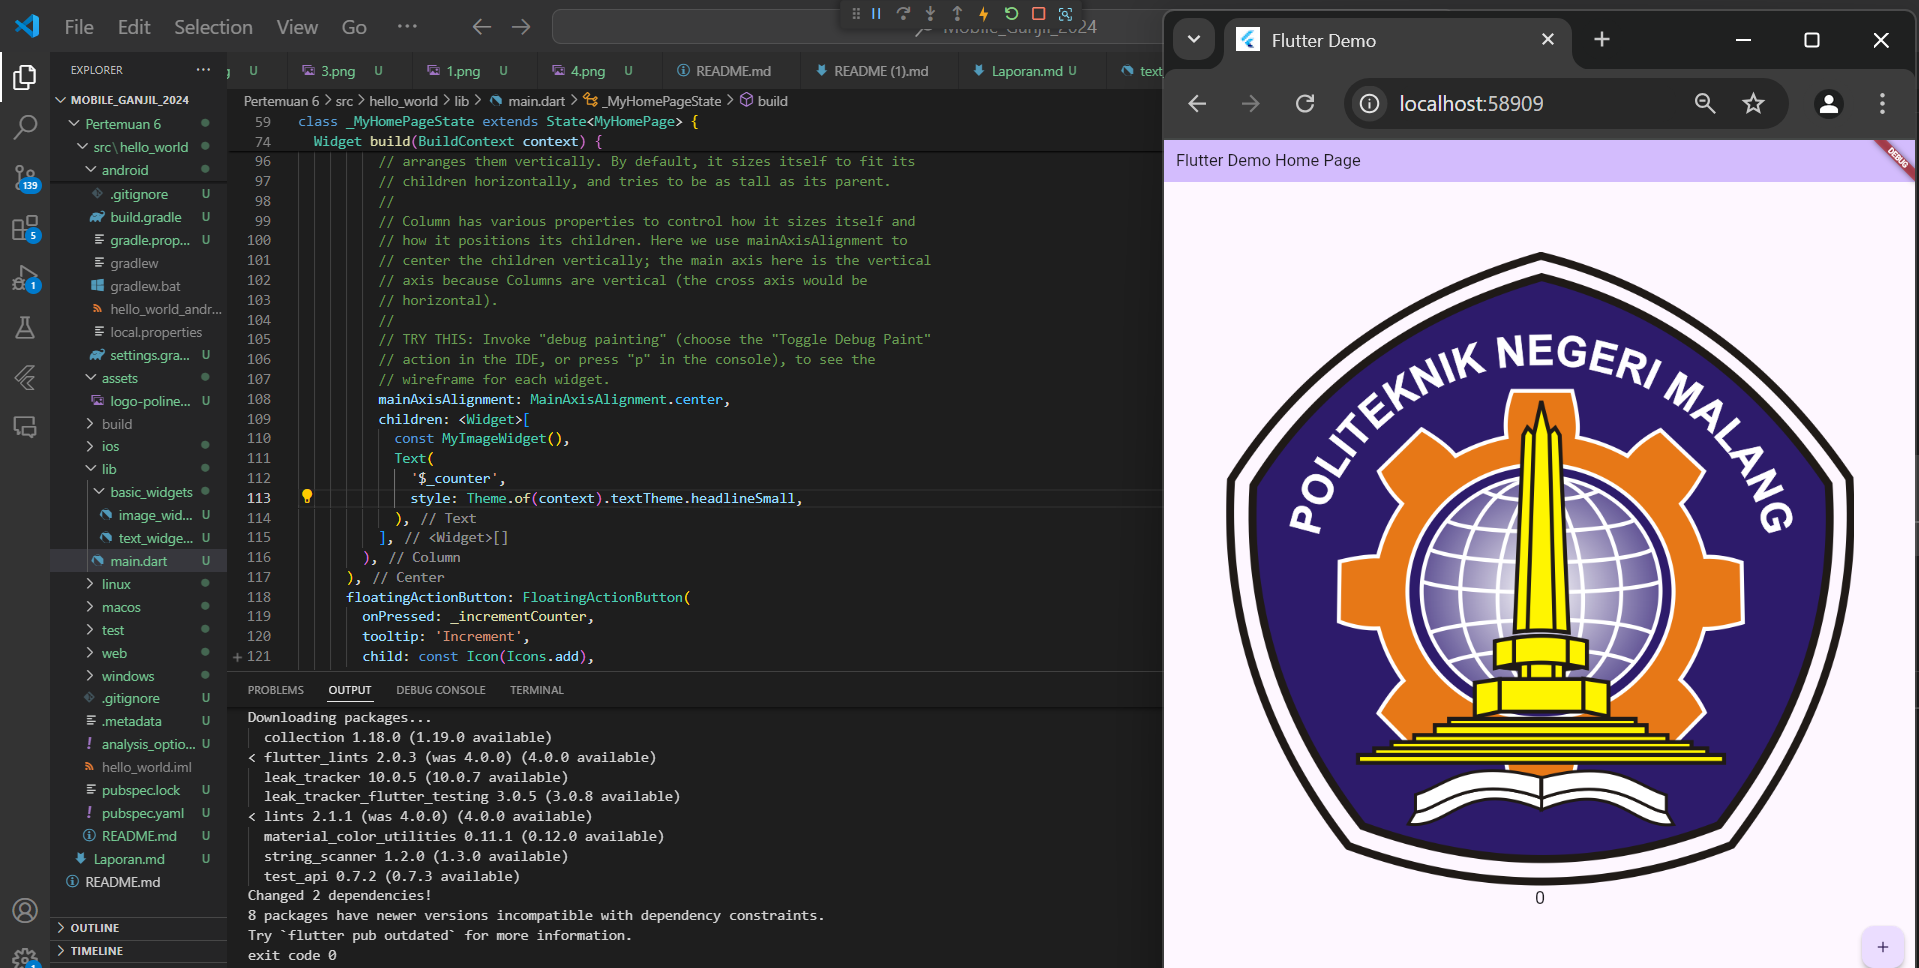 File Edit Selection View Go ···
Mobile_Ganjil_2024
EXPLORER ···
MOBILE_GANJIL_2024
Pertemuan 6
src\hello_world
android
.gitignore U
build.gradle U
gradle.prop... U
gradlew
gradlew.bat
hello_world_andr...
local.properties
settings.gra... U
assets
logo-poline... U
build
ios
lib
basic_widgets
image_wid... U
text_widge... U
main.dart U
linux
macos
test
web
windows
.gitignore U
.metadata U
analysis_optio... U
hello_world.iml
pubspec.lock U
pubspec.yaml U
README.md U
Laporan.md U
README.md
OUTLINE
TIMELINE
139
5
1
g U 3.png U 1.png U 4.png U README.md README (1).md Laporan.md U text
Pertemuan 6 > src > hello_world > lib > main.dart > _MyHomePageState > build
59 class _MyHomePageState extends State<MyHomePage> {
74 Widget build(BuildContext context) {
96 // arranges them vertically. By default, it sizes itself to fit its
97 // children horizontally, and tries to be as tall as its parent.
98 //
99 // Column has various properties to control how it sizes itself and
100 // how it positions its children. Here we use mainAxisAlignment to
101 // center the children vertically; the main axis here is the vertical
102 // axis because Columns are vertical (the cross axis would be
103 // horizontal).
104 //
105 // TRY THIS: Invoke "debug painting" (choose the "Toggle Debug Paint"
106 // action in the IDE, or press "p" in the console), to see the
107 // wireframe for each widget.
108 mainAxisAlignment: MainAxisAlignment.center,
109 children: <Widget>[
110 const MyImageWidget(),
111 Text(
112 '$_counter',
113 style: Theme.of(context).textTheme.headlineSmall,
114 ), // Text
115 ], // <Widget>[]
116 ), // Column
117 ), // Center
118 floatingActionButton: FloatingActionButton(
119 onPressed: _incrementCounter,
120 tooltip: 'Increment',
121 child: const Icon(Icons.add),
PROBLEMS OUTPUT DEBUG CONSOLE TERMINAL
Downloading packages...
collection 1.18.0 (1.19.0 available)
< flutter_lints 2.0.3 (was 4.0.0) (4.0.0 available)
leak_tracker 10.0.5 (10.0.7 available)
leak_tracker_flutter_testing 3.0.5 (3.0.8 available)
< lints 2.1.1 (was 4.0.0) (4.0.0 available)
material_color_utilities 0.11.1 (0.12.0 available)
string_scanner 1.2.0 (1.3.0 available)
test_api 0.7.2 (0.7.3 available)
Changed 2 dependencies!
8 packages have newer versions incompatible with dependency constraints.
Try `flutter pub outdated` for more information.
exit code 0
Flutter Demo
localhost:58909
Flutter Demo Home Page
DEBUG
POLITEKNIK NEGERI MALANG
0
+